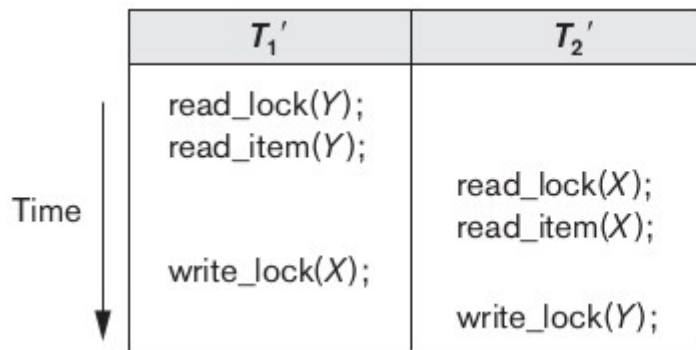 T₁′ T₂′
read_lock(Y);
read_item(Y);
read_lock(X);
read_item(X);
Time
write_lock(X);
write_lock(Y);